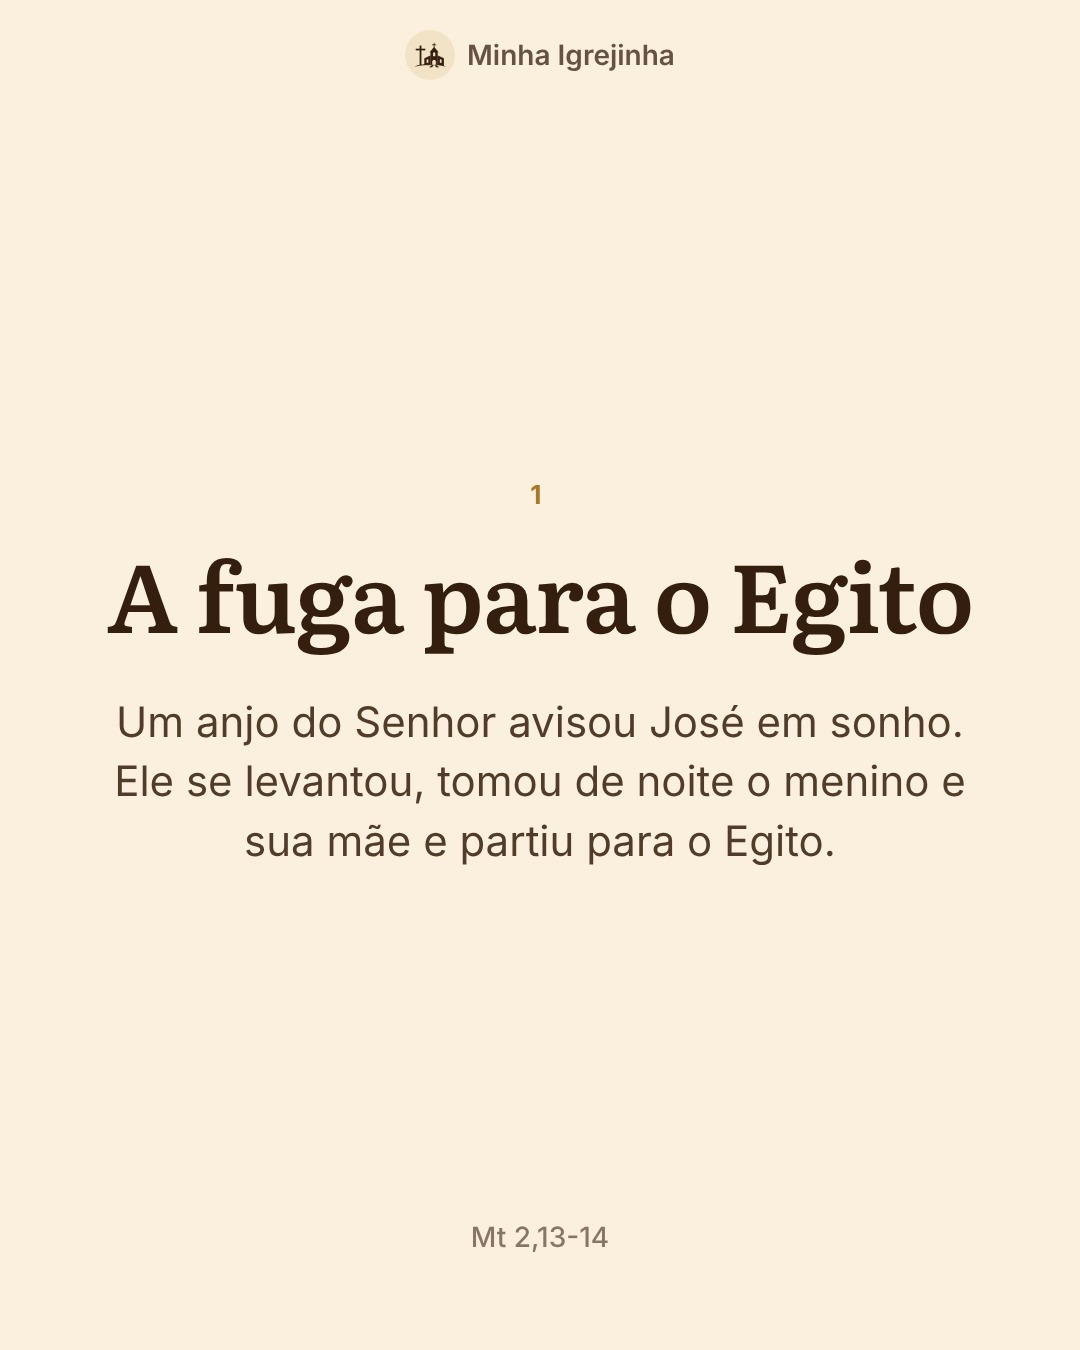 Minha Igrejinha
1
A fuga para o Egito
Um anjo do Senhor avisou José em sonho.
Ele se levantou, tomou de noite o menino e
sua mãe e partiu para o Egito.
Mt 2,13-14